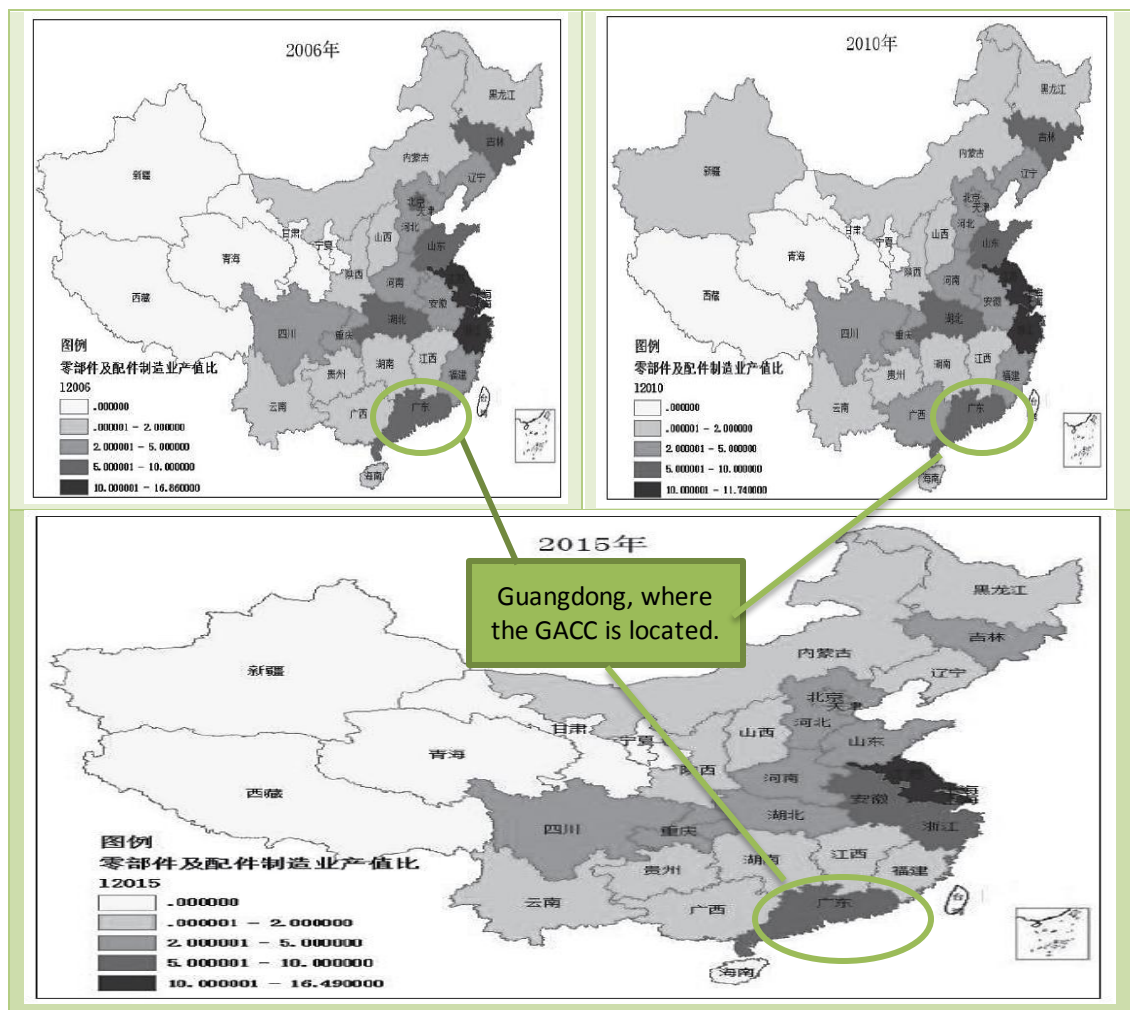 2006年
黑龙江
吉林
内蒙古
辽宁
新疆
北京
天津
河北
甘肃
宁夏
山西
山东
青海
陕西
河南
西藏
安徽
四川
重庆
湖北
湖南
江西
贵州
福建
云南
广西
广东
台
海南
图例
零部件及配件制造业产值比
12006
.000000
.000001 - 2.000000
2.000001 - 5.000000
5.000001 - 10.000000
10.000001 - 16.860000
2010年
黑龙江
吉林
内蒙古
辽宁
新疆
北京
天津
河北
甘肃
宁夏
山西
山东
青海
陕西
河南
西藏
安徽
四川
重庆
湖北
湖南
江西
贵州
福建
云南
广西
广东
台
海南
图例
零部件及配件制造业产值比
12010
.000000
.000001 - 2.000000
2.000001 - 5.000000
5.000001 - 10.000000
10.000001 - 11.740000
2015年
Guangdong, where
the GACC is located.
黑龙江
吉林
内蒙古
辽宁
新疆
北京
天津
河北
甘肃
宁夏
山西
山东
青海
陕西
河南
西藏
安徽
四川
重庆
湖北
浙江
湖南
江西
贵州
福建
云南
广西
广东
台
海南
图例
零部件及配件制造业产值比
12015
.000000
.000001 - 2.000000
2.000001 - 5.000000
5.000001 - 10.000000
10.000001 - 16.490000